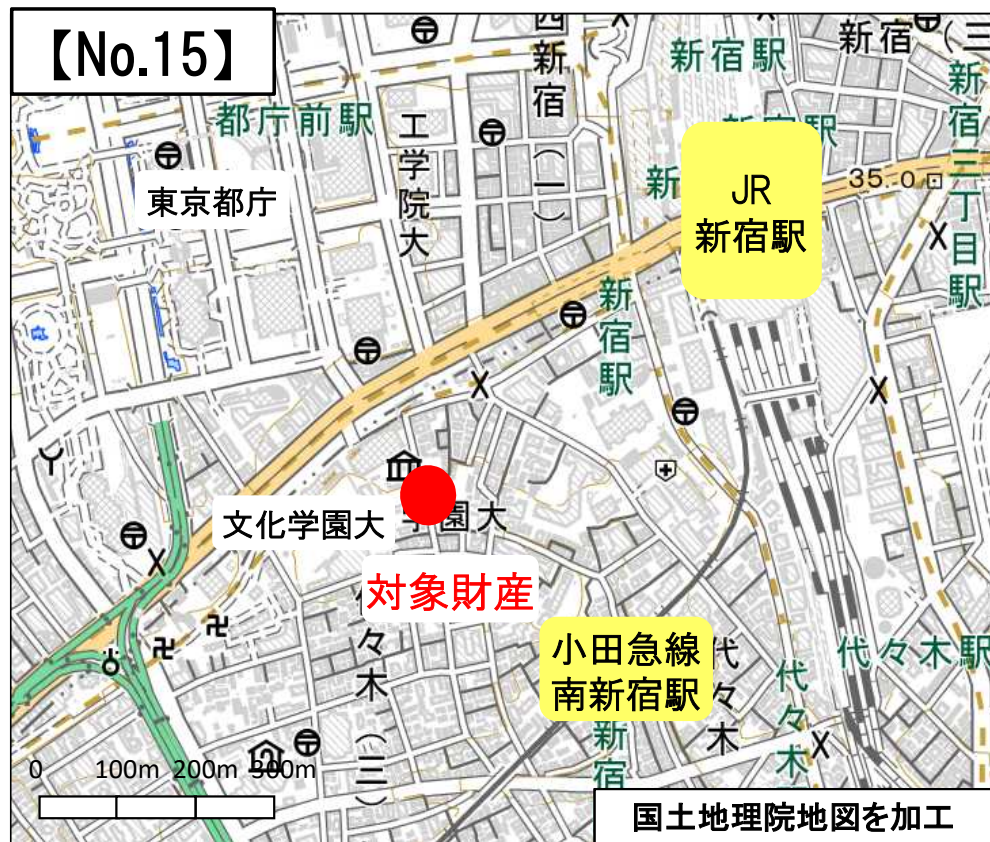 【No.15】
都庁前駅
工学院大
西新宿(一)
新宿駅
新宿(三
新宿三丁目駅
東京都庁
JR
新宿駅
35.0
新宿駅
文化学園大
学園大
対象財産
小田急線
南新宿駅
代々木
代々木駅
代々木
々木(三)
新宿
0 100m 200m 300m
国土地理院地図を加工